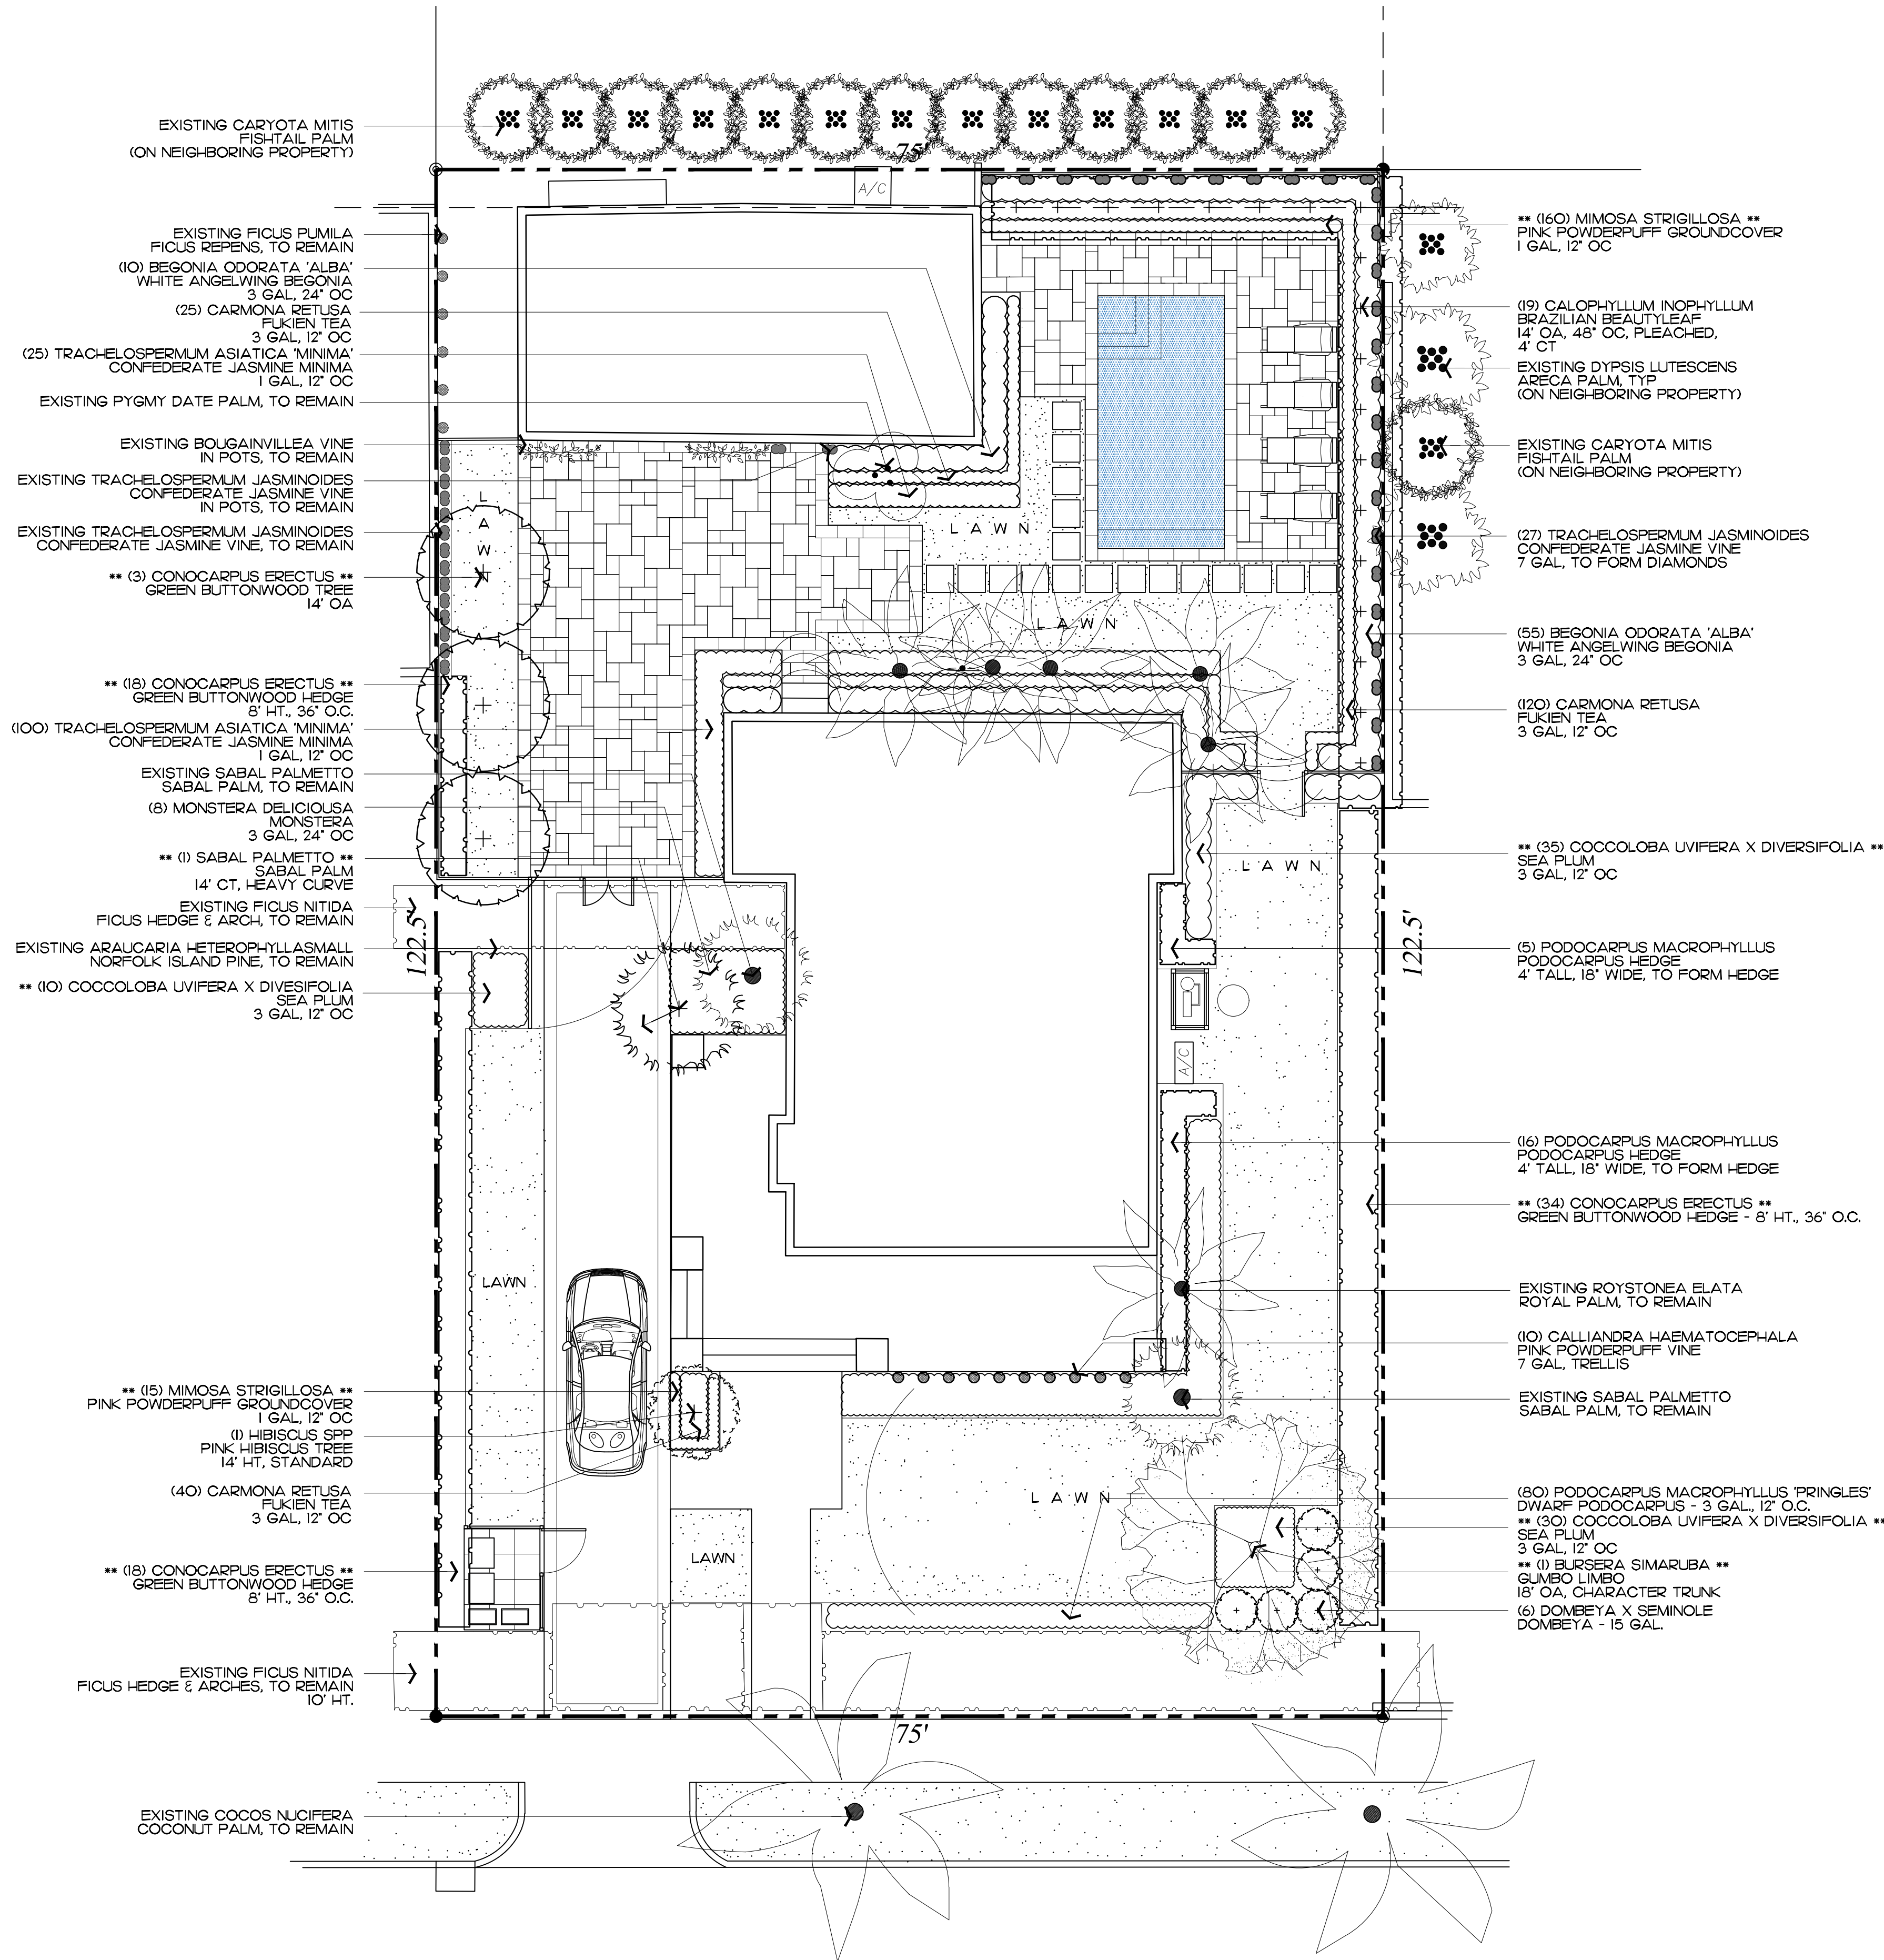 75'
A/C
EXISTING CARYOTA MITIS
FISHTAIL PALM
(ON NEIGHBORING PROPERTY)
EXISTING FICUS PUMILA
FICUS REPENS, TO REMAIN
(10) BEGONIA ODORATA 'ALBA'
WHITE ANGELWING BEGONIA
3 GAL, 24" OC
(25) CARMONA RETUSA
FUKIEN TEA
3 GAL, 12" OC
(25) TRACHELOSPERMUM ASIATICA 'MINIMA'
CONFEDERATE JASMINE MINIMA
1 GAL, 12" OC
EXISTING PYGMY DATE PALM, TO REMAIN
EXISTING BOUGAINVILLEA VINE
IN POTS, TO REMAIN
EXISTING TRACHELOSPERMUM JASMINOIDES
CONFEDERATE JASMINE VINE
IN POTS, TO REMAIN
EXISTING TRACHELOSPERMUM JASMINOIDES
CONFEDERATE JASMINE VINE, TO REMAIN
** (3) CONOCARPUS ERECTUS **
GREEN BUTTONWOOD TREE
14' OA
** (18) CONOCARPUS ERECTUS **
GREEN BUTTONWOOD HEDGE
8' HT., 36" O.C.
(100) TRACHELOSPERMUM ASIATICA 'MINIMA'
CONFEDERATE JASMINE MINIMA
1 GAL, 12" OC
EXISTING SABAL PALMETTO
SABAL PALM, TO REMAIN
(8) MONSTERA DELICIOUSA
MONSTERA
3 GAL, 24" OC
** (1) SABAL PALMETTO **
SABAL PALM
14' CT, HEAVY CURVE
EXISTING FICUS NITIDA
FICUS HEDGE & ARCH, TO REMAIN
EXISTING ARAUCARIA HETEROPHYLLASMALL
NORFOLK ISLAND PINE, TO REMAIN
** (10) COCCOLOBA UVIFERA X DIVESIFOLIA
SEA PLUM
3 GAL, 12" OC
** (15) MIMOSA STRIGILLOSA **
PINK POWDERPUFF GROUNDCOVER
1 GAL, 12" OC
(1) HIBISCUS SPP
PINK HIBISCUS TREE
14' HT, STANDARD
(40) CARMONA RETUSA
FUKIEN TEA
3 GAL, 12" OC
** (18) CONOCARPUS ERECTUS **
GREEN BUTTONWOOD HEDGE
8' HT., 36" O.C.
EXISTING FICUS NITIDA
FICUS HEDGE & ARCHES, TO REMAIN
10' HT.
EXISTING COCOS NUCIFERA
COCONUT PALM, TO REMAIN
LAWN
LAWN
LAWN
122.5'
LAWN
122.5'
A/C
LAWN
LAWN
LAWN
75'
** (160) MIMOSA STRIGILLOSA **
PINK POWDERPUFF GROUNDCOVER
1 GAL, 12" OC
(19) CALOPHYLLUM INOPHYLLUM
BRAZILIAN BEAUTYLEAF
14' OA, 48" OC, PLEACHED,
4' CT
EXISTING DYPSIS LUTESCENS
ARECA PALM, TYP
(ON NEIGHBORING PROPERTY)
EXISTING CARYOTA MITIS
FISHTAIL PALM
(ON NEIGHBORING PROPERTY)
(27) TRACHELOSPERMUM JASMINOIDES
CONFEDERATE JASMINE VINE
7 GAL, TO FORM DIAMONDS
(55) BEGONIA ODORATA 'ALBA'
WHITE ANGELWING BEGONIA
3 GAL, 24" OC
(120) CARMONA RETUSA
FUKIEN TEA
3 GAL, 12" OC
** (35) COCCOLOBA UVIFERA X DIVERSIFOLIA **
SEA PLUM
3 GAL, 12" OC
(5) PODOCARPUS MACROPHYLLUS
PODOCARPUS HEDGE
4' TALL, 18" WIDE, TO FORM HEDGE
(16) PODOCARPUS MACROPHYLLUS
PODOCARPUS HEDGE
4' TALL, 18" WIDE, TO FORM HEDGE
** (34) CONOCARPUS ERECTUS **
GREEN BUTTONWOOD HEDGE - 8' HT., 36" O.C.
EXISTING ROYSTONEA ELATA
ROYAL PALM, TO REMAIN
(10) CALLIANDRA HAEMATOCEPHALA
PINK POWDERPUFF VINE
7 GAL, TRELLIS
EXISTING SABAL PALMETTO
SABAL PALM, TO REMAIN
(80) PODOCARPUS MACROPHYLLUS 'PRINGLES'
DWARF PODOCARPUS - 3 GAL., 12" O.C.
** (30) COCCOLOBA UVIFERA X DIVERSIFOLIA **
SEA PLUM
3 GAL, 12" OC
** (1) BURSERA SIMARUBA **
GUMBO LIMBO
18' OA, CHARACTER TRUNK
(6) DOMBEYA X SEMINOLE
DOMBEYA - 15 GAL.